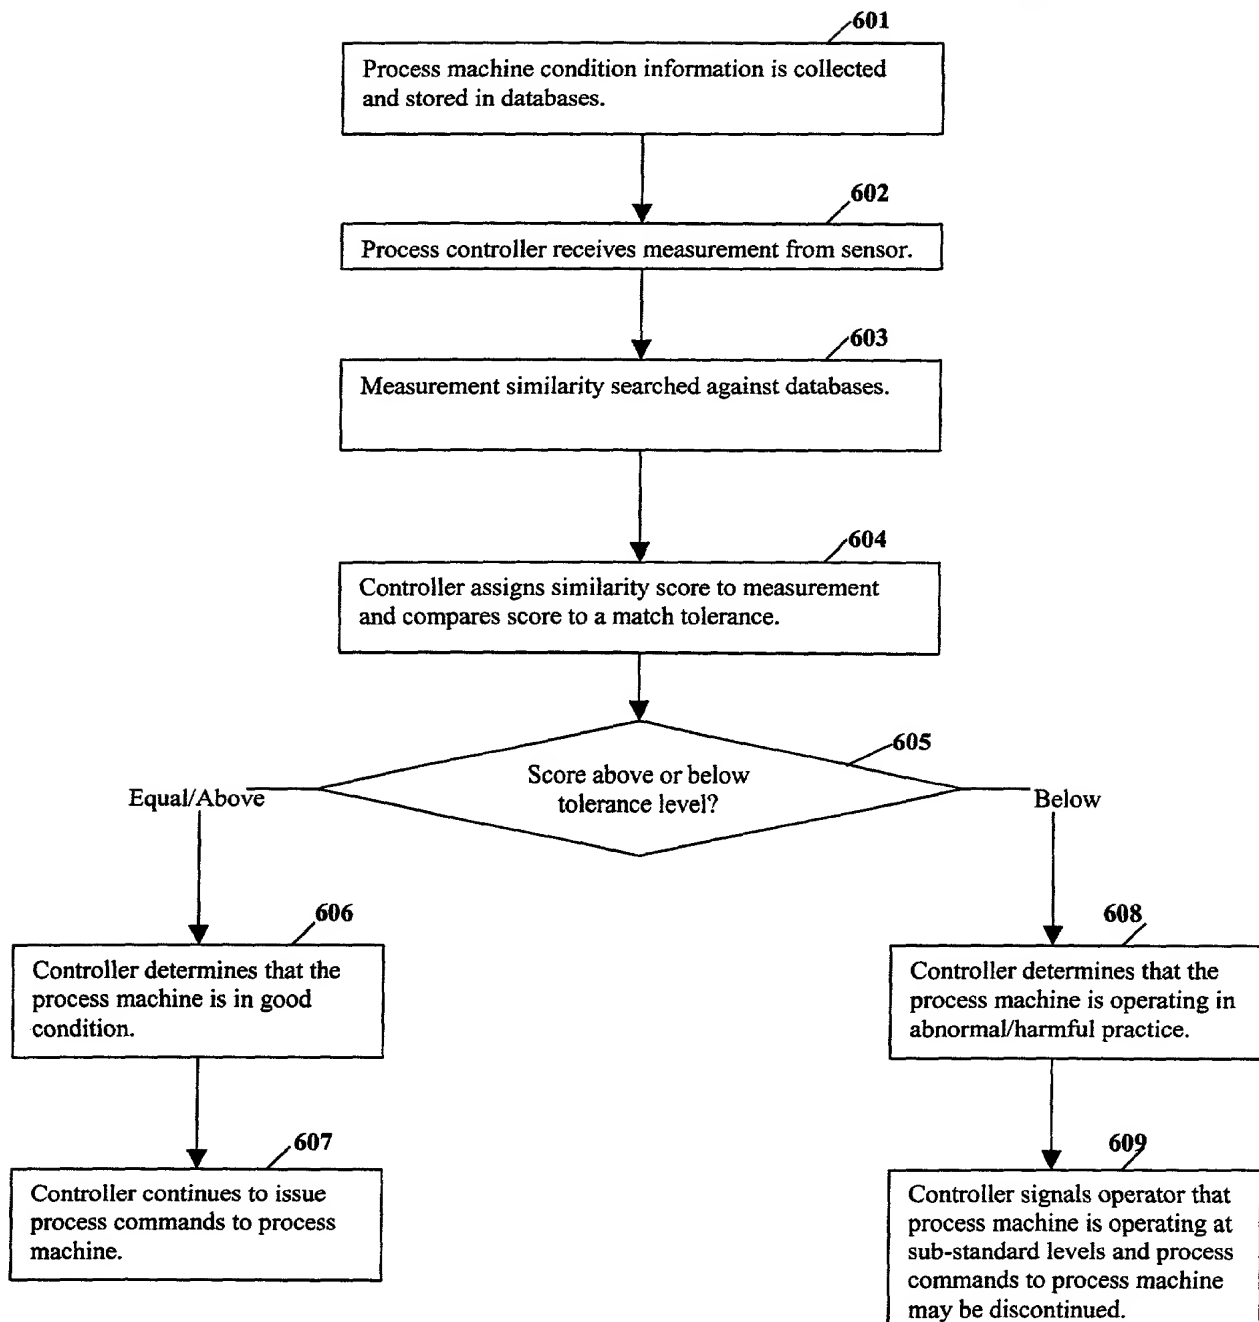 601
Process machine condition information is collected
and stored in databases.
602
Process controller receives measurement from sensor.
603
Measurement similarity searched against databases.
604
Controller assigns similarity score to measurement
and compares score to a match tolerance.
605
Score above or below
tolerance level?
Equal/Above
Below
606
Controller determines that the
process machine is in good
condition.
608
Controller determines that the
process machine is operating in
abnormal/harmful practice.
607
Controller continues to issue
process commands to process
machine.
609
Controller signals operator that
process machine is operating at
sub-standard levels and process
commands to process machine
may be discontinued.